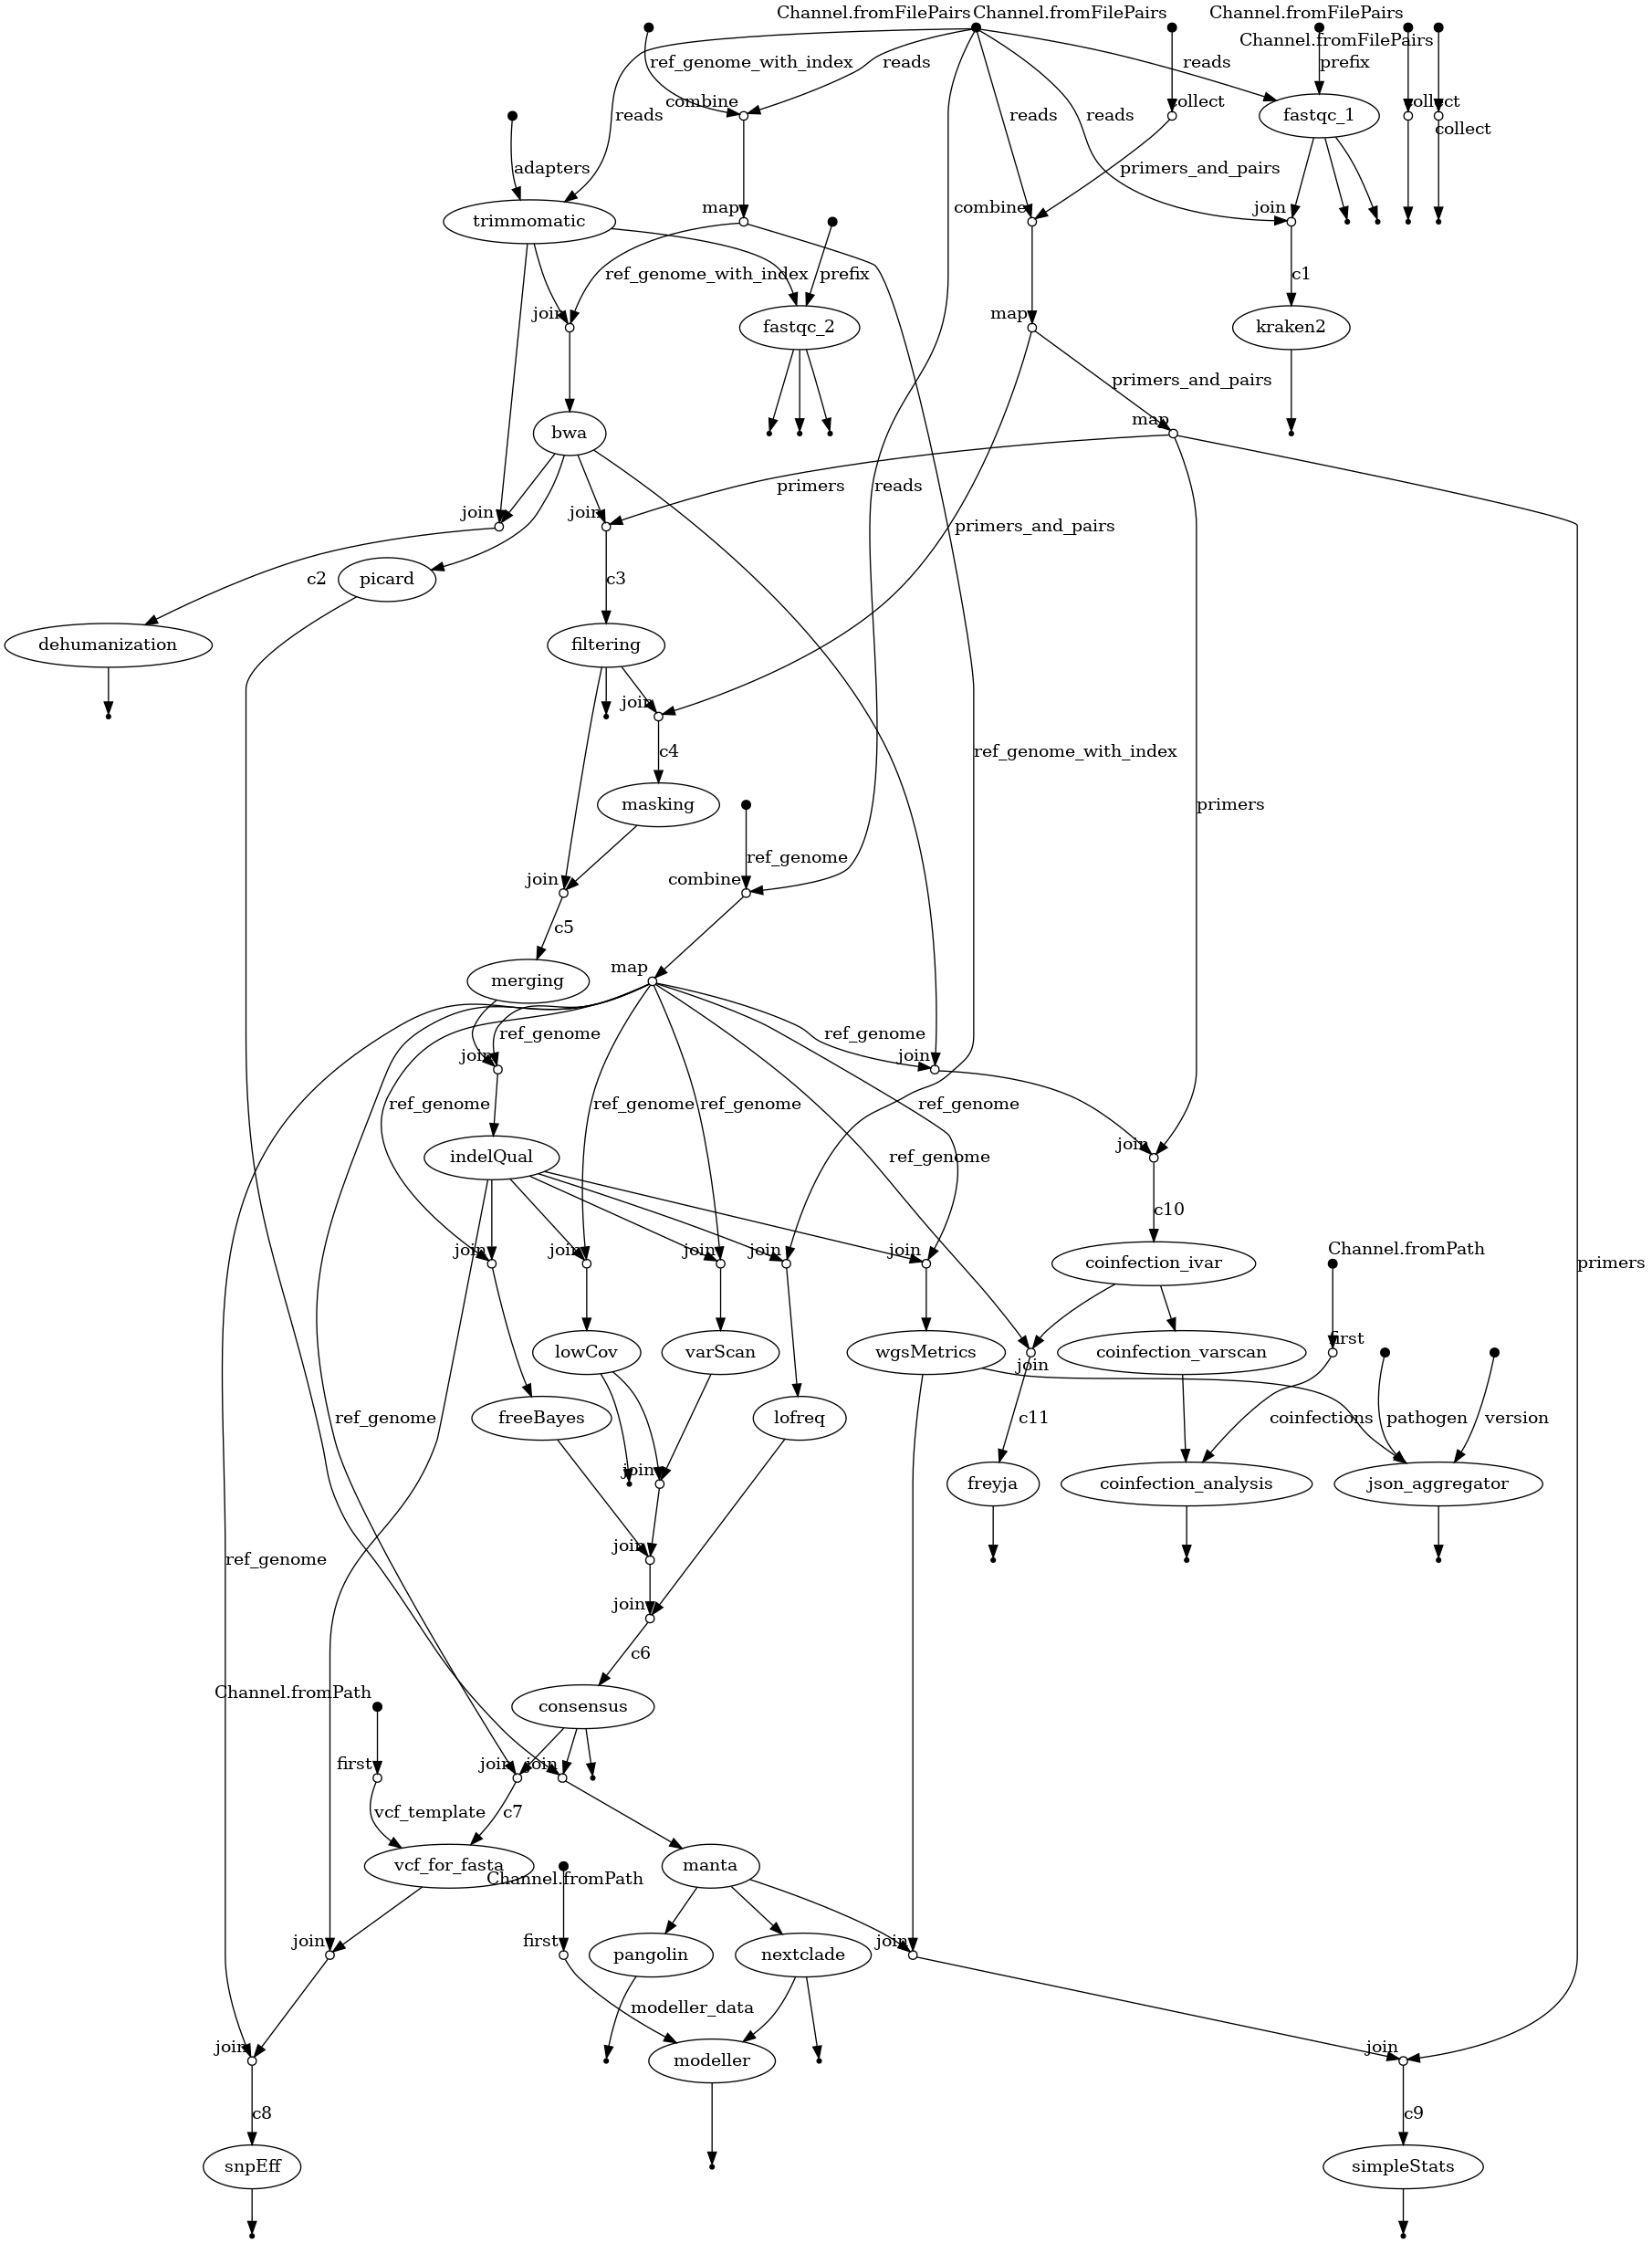 Channel.fromFilePairs
Channel.fromFilePairs
Channel.fromFilePairs
Channel.fromFilePairs
ref_genome_with_index
reads
reads
prefix
combine
collect
fastqc_1
collect
collect
reads
reads
reads
adapters
primers_and_pairs
trimmomatic
map
combine
join
ref_genome_with_index
prefix
c1
join
fastqc_2
map
kraken2
primers_and_pairs
bwa
map
primers
reads
join
join
primers_and_pairs
c2
picard
c3
dehumanization
filtering
join
c4
ref_genome_with_index
masking
primers
ref_genome
combine
join
c5
map
merging
ref_genome
ref_genome
join
join
ref_genome
ref_genome
ref_genome
ref_genome
join
indelQual
ref_genome
c10
join
join
join
join
join
coinfection_ivar
Channel.fromPath
primers
first
lowCov
varScan
wgsMetrics
join
coinfection_varscan
ref_genome
freeBayes
lofreq
c11
coinfections
pathogen
version
join
freyja
coinfection_analysis
json_aggregator
join
ref_genome
join
c6
Channel.fromPath
consensus
first
join
join
vcf_template
c7
vcf_for_fasta
Channel.fromPath
manta
join
first
pangolin
nextclade
join
modeller_data
join
modeller
join
c8
c9
snpEff
simpleStats